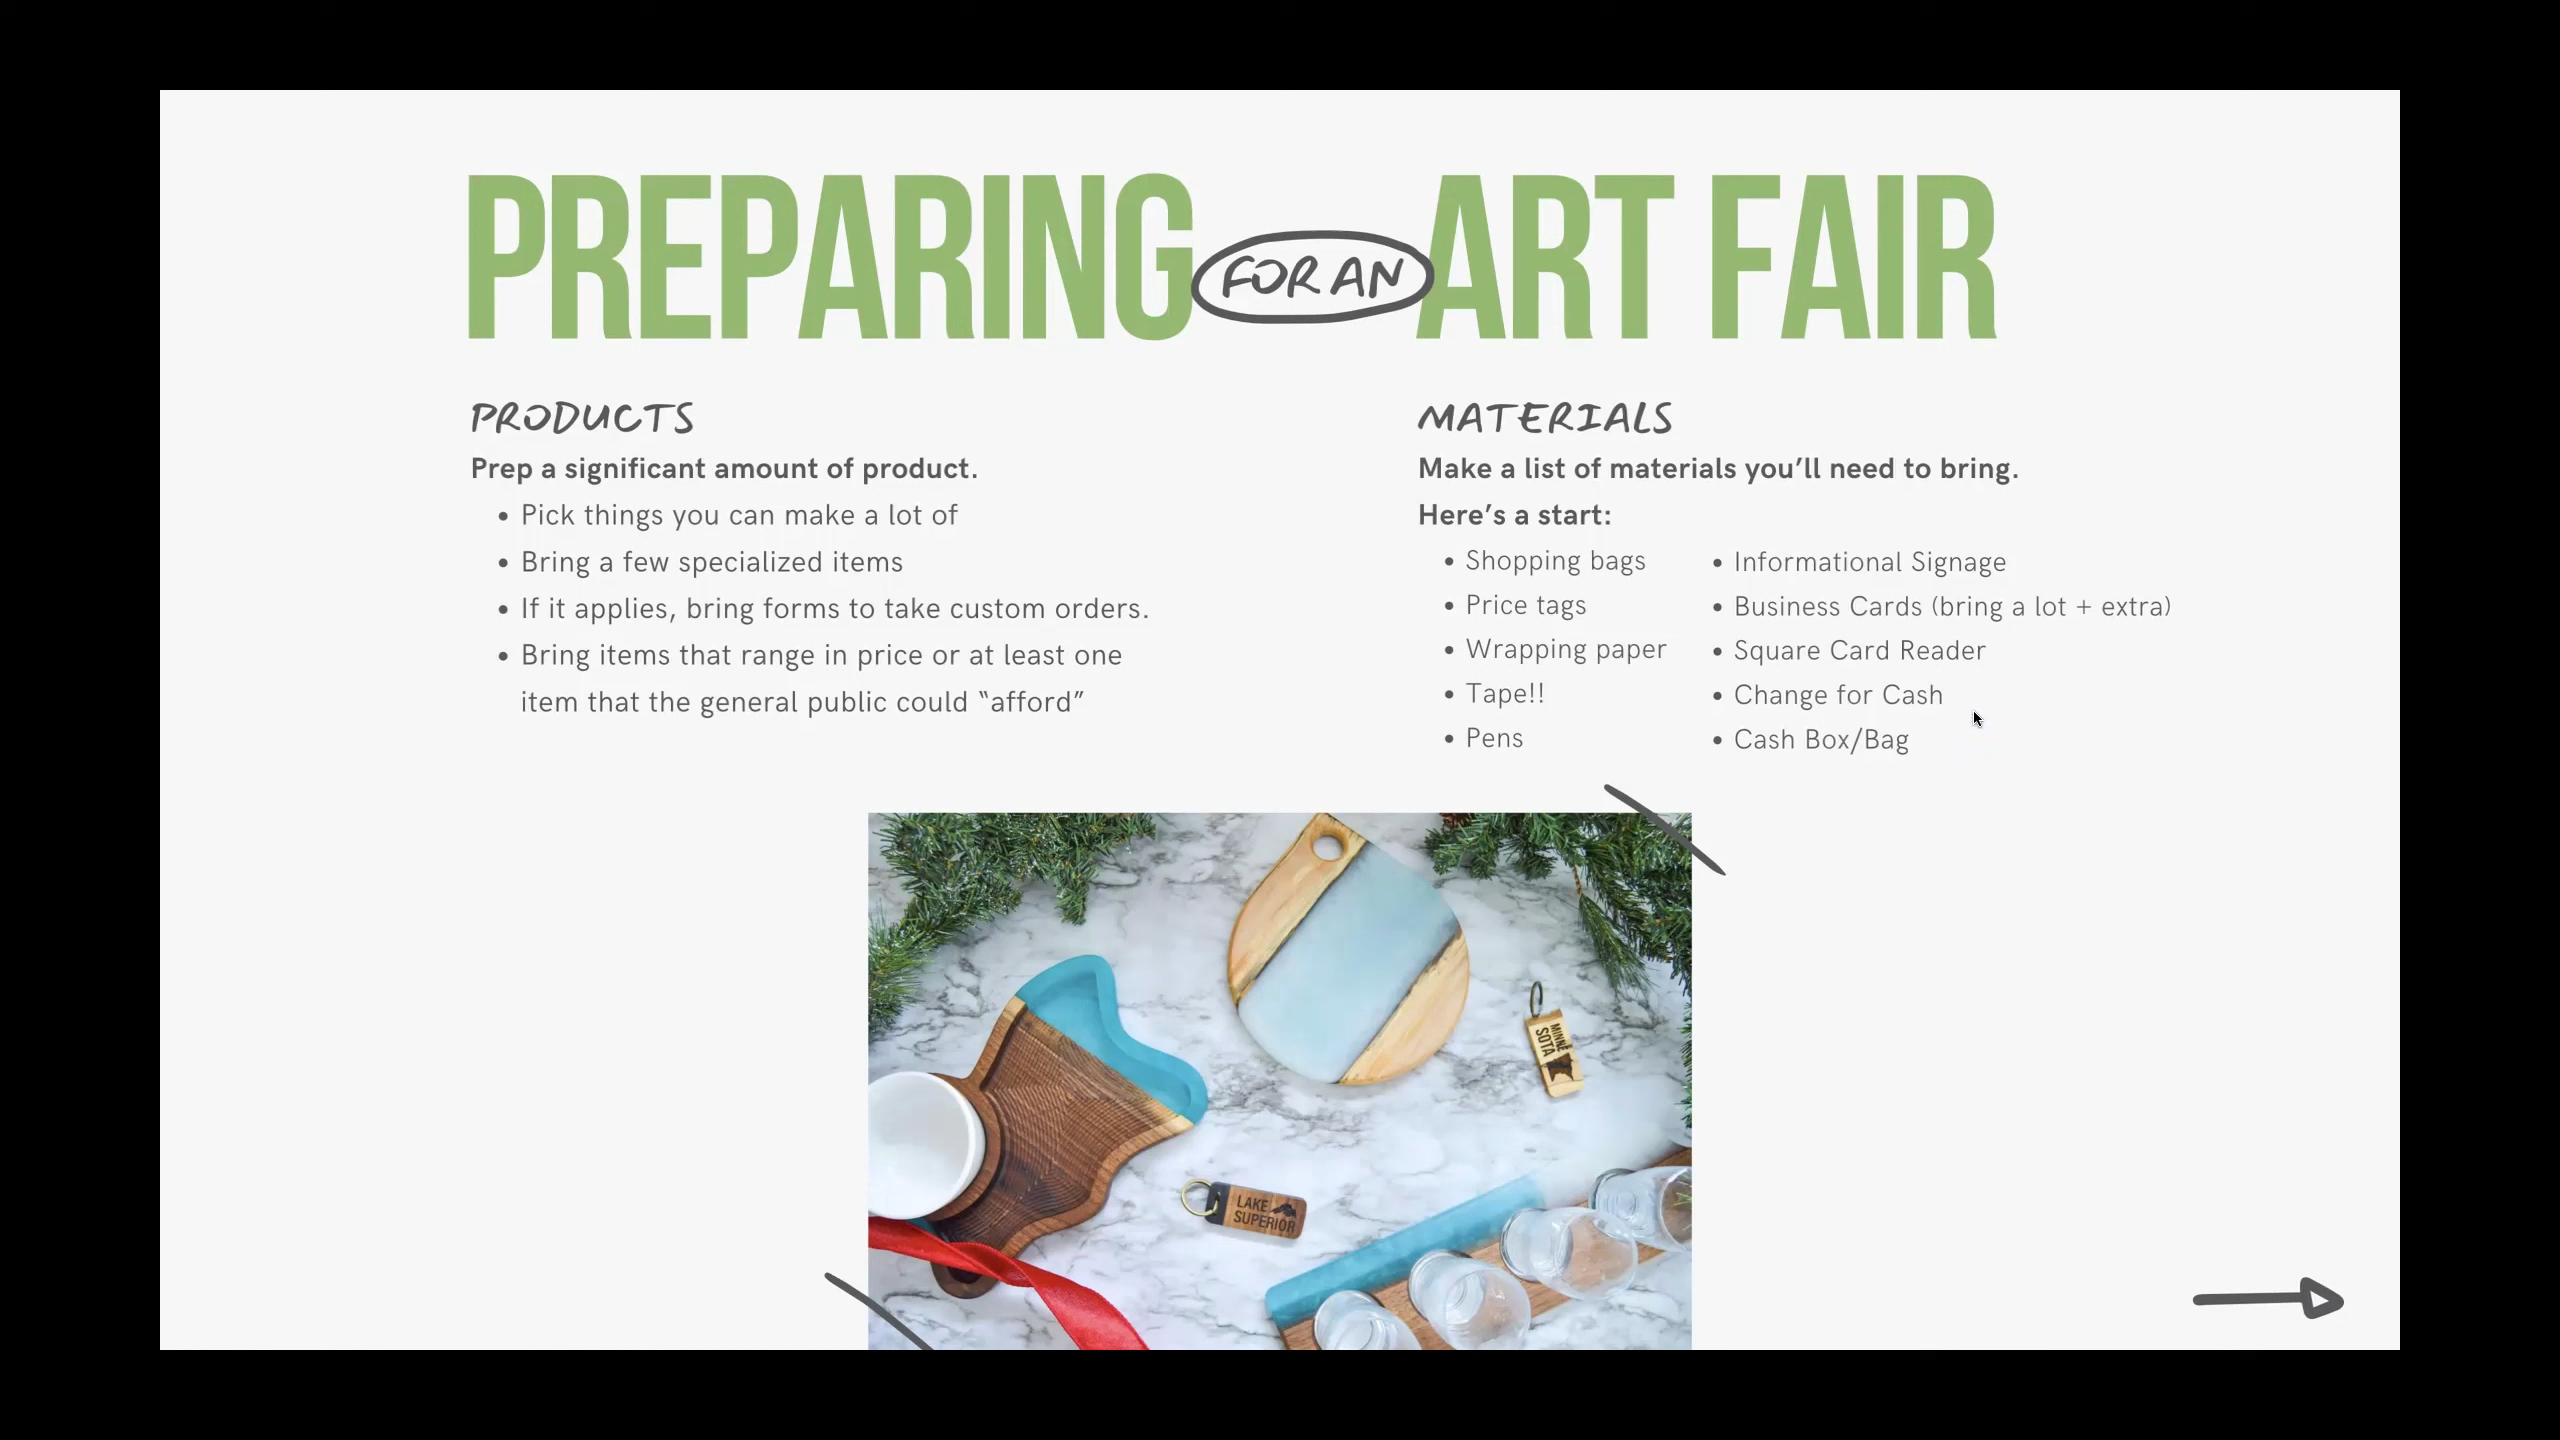 PREPARING FOR AN ART FAIR
PRODUCTS
Prep a significant amount of product.
• Pick things you can make a lot of
• Bring a few specialized items
• If it applies, bring forms to take custom orders.
• Bring items that range in price or at least one
item that the general public could “afford”
MATERIALS
Make a list of materials you’ll need to bring.
Here’s a start:
• Shopping bags
• Price tags
• Wrapping paper
• Tape!!
• Pens
• Informational Signage
• Business Cards (bring a lot + extra)
• Square Card Reader
• Change for Cash
• Cash Box/Bag
MINNE
SOTA
LAKE
SUPERIOR